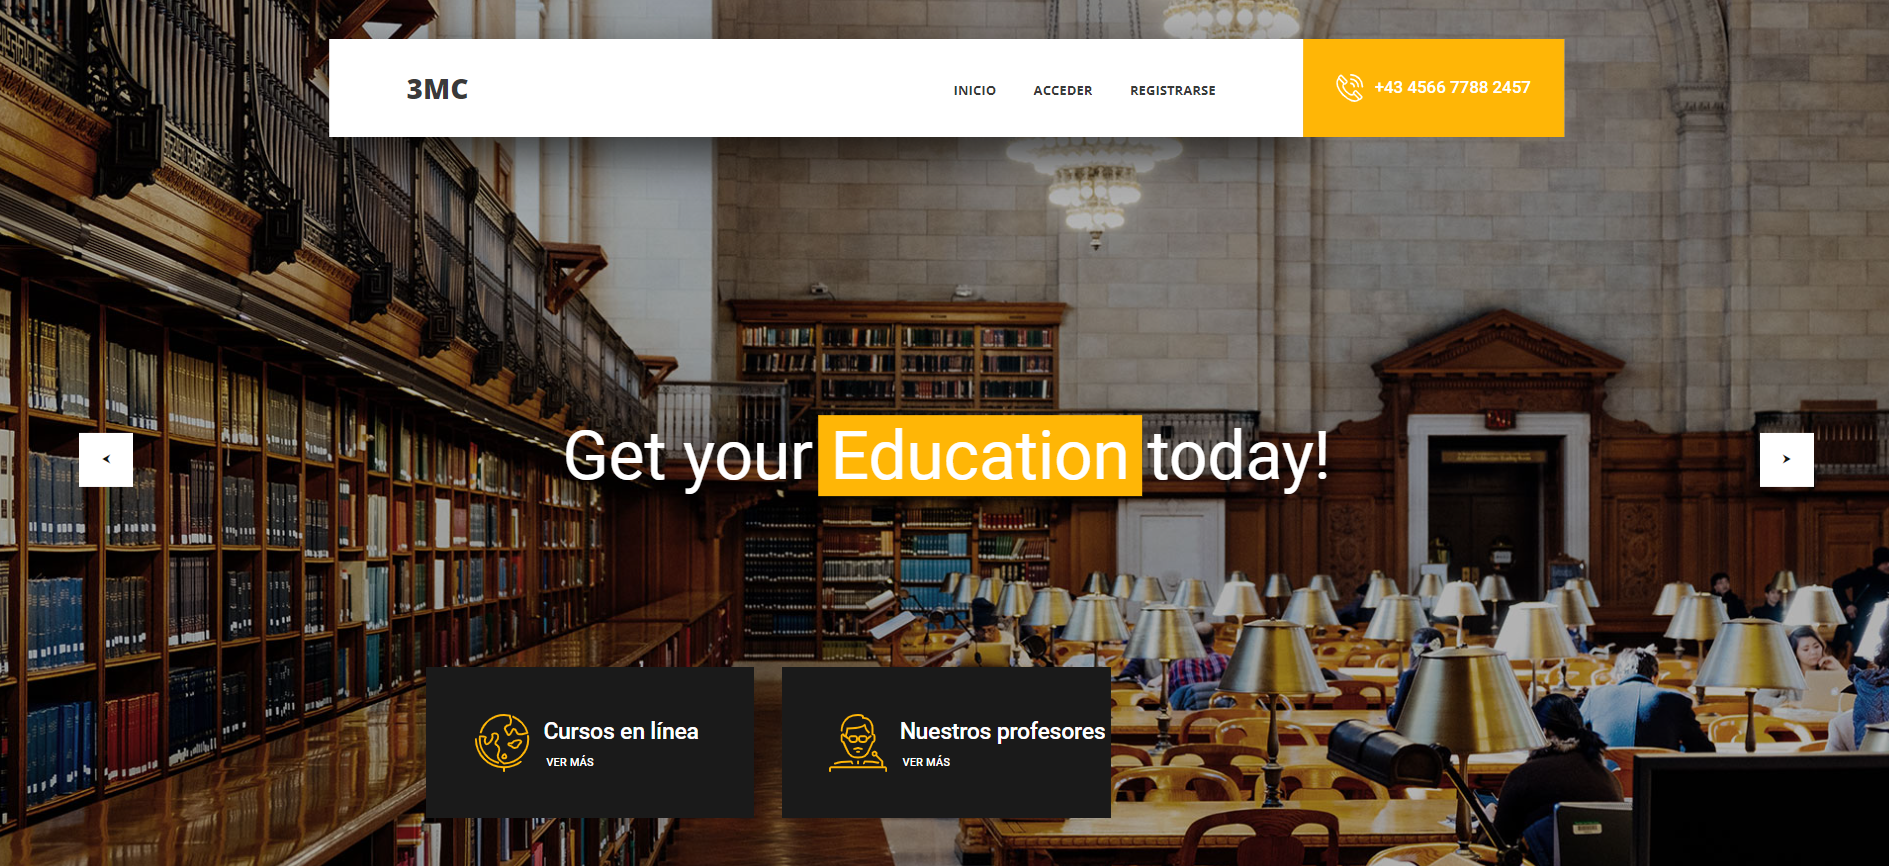 3MC
INICIO ACCEDER REGISTRARSE
+43 4566 7788 2457
Get your Education today!
Cursos en línea
VER MÁS
Nuestros profesores
VER MÁS